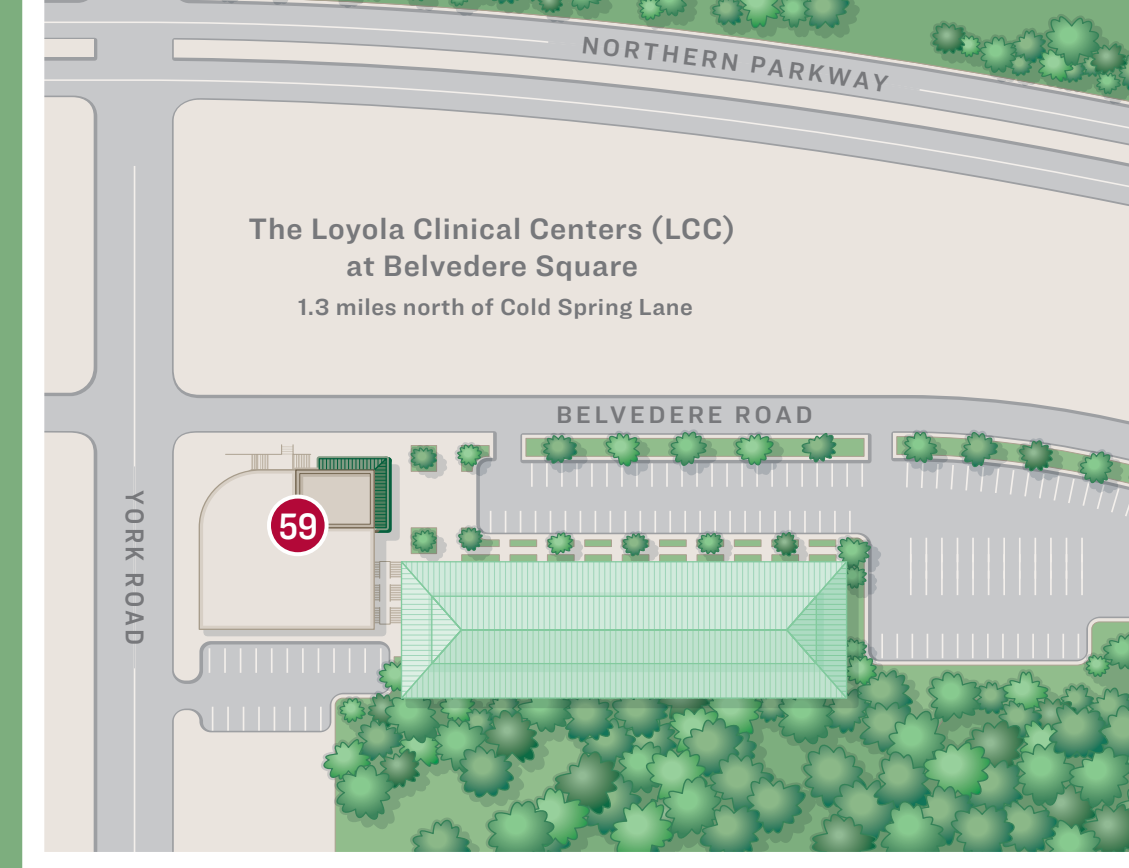 NORTHERN PARKWAY
The Loyola Clinical Centers (LCC)
at Belvedere Square
1.3 miles north of Cold Spring Lane
BELVEDERE ROAD
59
YORK ROAD